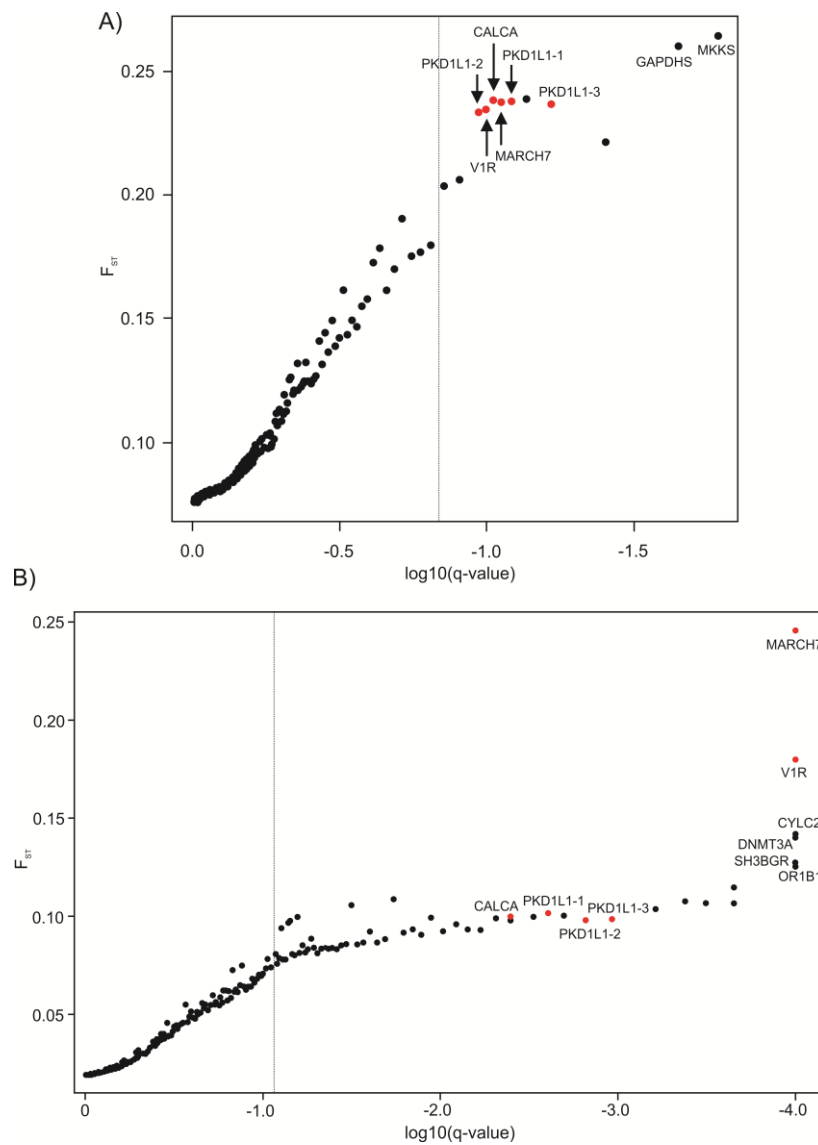 A)
CALCA
PKD1L1-2 PKD1L1-1
GAPDHS MKKS
PKD1L1-3
MARCH7
V1R
0.25
0.20
0.15
0.10
FST
0.0 -0.5 -1.0 -1.5
log10(q-value)
B)
0.25
0.20
0.15
0.10
0.05
FST
MARCH7
V1R
CYLC2
DNMT3A
SH3BGR
OR1B1
CALCA PKD1L1-1 PKD1L1-3
PKD1L1-2
0 -1.0 -2.0 -3.0 -4.0
log10(q-value)